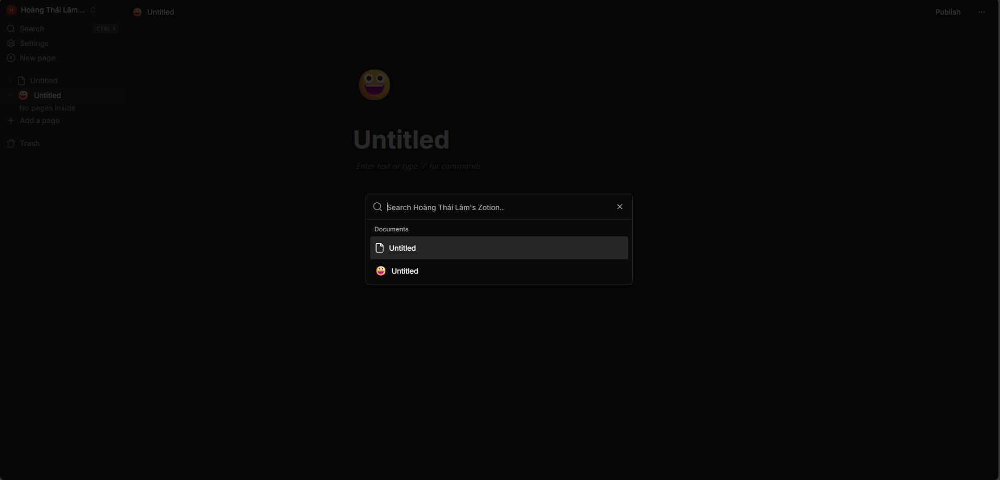 H Hoàng Thái Lâm...
Search CTRL K
Settings
New page
Untitled
Untitled
No pages inside
Add a page
Trash
Untitled
Publish
Untitled
Enter text or type '/' for commands
Search Hoàng Thái Lâm's Zotion..
Documents
Untitled
Untitled